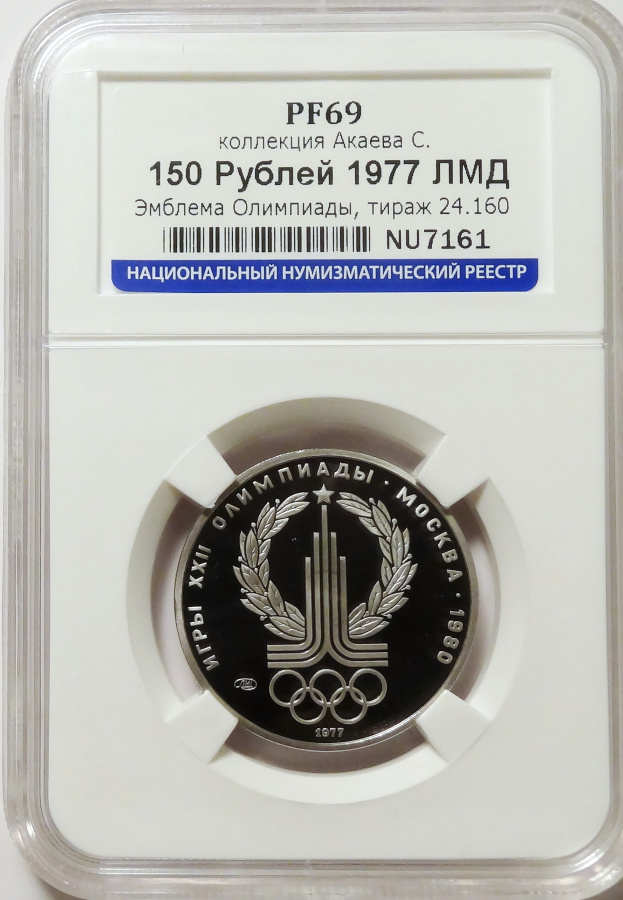 PF69
коллекция Акаева С.
150 Рублей 1977 ЛМД
Эмблема Олимпиады, тираж 24.160
NU7161
НАЦИОНАЛЬНЫЙ НУМИЗМАТИЧЕСКИЙ РЕЕСТР
ИГРЫ XXII ОЛИМПИАДЫ · МОСКВА · 1980
ЛМД
1977